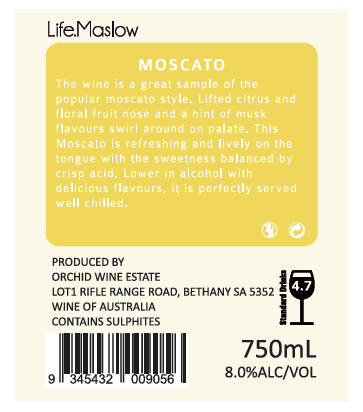 Life.Maslow
MOSCATO
The wine is a great sample of the
popular moscato style. Lifted citrus and
floral fruit nose and a hint of musk
flavours swirl around on palate. This
Moscato is refreshing and lively on the
tongue with the sweetness balanced by
crisp acid. Lower in alcohol with
delicious flavours, it is perfectly served
well chilled.
PRODUCED BY
ORCHID WINE ESTATE
LOT1 RIFLE RANGE ROAD, BETHANY SA 5352
WINE OF AUSTRALIA
CONTAINS SULPHITES
Standard Drinks
4.7
9 345432 009056
750mL
8.0%ALC/VOL